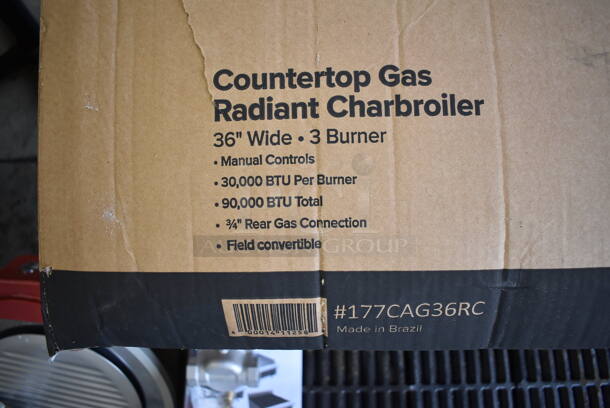 Countertop Gas
Radiant Charbroiler
36" Wide • 3 Burner
• Manual Controls
• 30,000 BTU Per Burner
• 90,000 BTU Total
• ¾" Rear Gas Connection
• Field convertible
GROUP
#177CAG36RC
Made in Brazil